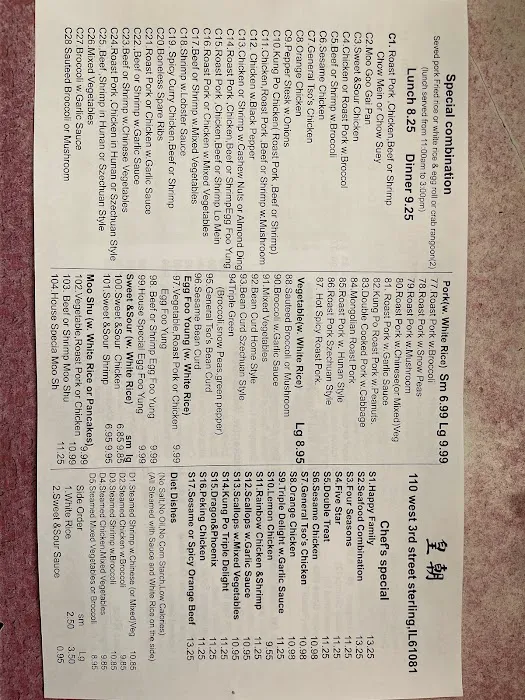 Special combination
Seved pork fried rice or white rice & egg roll or crab rangoon(2)
(lunch served from 11:00am to 3:00pm)
Lunch 8.25 Dinner 9.25
C1. Roast Pork ,Chicken,Beef or Shrimp
Chow Mein or Chow Suey
C2.Moo Goo Gai Pan
C3 Sweet &Sour Chicken
C4.Chicken or Roast Pork w.Broccol
C5.Beef or Shrimp w.Broccoli
C6 Sesame Chicken
C7.General Tso's Chicken
C8 Orange Chicken
C9.Pepper Steak w.Onions
C10.Kung Po Chicken( Roast Pork ,Beef or Shrimp)
C11.Chicken,Roast Pork ,Beef or Shrimp w.Mushroom
C12.Chicken Black Pepper
C13.Chicken or Shrimp w.Cashew Nuts or Almond Ding
C14.Roast Pork ,Chicken,Beef or ShrimpEgg Foo Yung
C15 Roast Pork ,Chicken,Beef or Shrimp Lo Mein
C16 Roast Pork or Chicken w Mixed Vegetables
C17.Beef or Shrimp w Mixed Vegetables
C18.Shrimp w Lobster Sauce
C19. Spicy Curry Chicken,Beef or Shrimp
C20 Boneless Spare Ribs
C21.Roast Pork or Chicken w Garlic Sauce
C22.Beef or Shrimp w.Garlic Sauce
C23.Beef or Shrimp w.Chinese Vegetables
C24 Roast Pork ,Chicken in Hunan or Szechuan Style
C25 .Beef ,Shrimp in Hunan or Szechuan Style
C26.Mixed Vegetables
C27 Broccoli w Garlic Sauce
C28 Sauteed Broccoli or Mushroom
Pork(w. White Rice) Sm 6.99 Lg 9.99
77 Roast Pork w.Broccoli
78 Roast Pork w.Snow Peas
79 Roast Pork w.Mushroom
80 Roast Pork w.Chinese(or Mixed)Veg
81. Roast Pork w.Garlic Sauce
82.Kung Po Roast Pork w.Peanuts
83.Double Cooked Pork w.Cabbage
84.Mongolian Roast Pork
85.Roast Pork w. Hunan Style
86 Roast Pork Szechuan Style
87. Hot Spicy Roast Pork
Vegetable(w. White Rice) Lg 8.95
88 Sauteed Broccoli or Mushroom
90.Broccoli w.Garlic Sauce
91.Mixed Vegetables
92.Bean Curd Home Style
93.Bean Curd Szechuan Style
94Triple Green
(Broccoli,snow Peas,green pepper)
95.General Tso's Bean Curd
96.Sesame Bean Curd
Egg Foo Young (w. White Rice)
97.Vegetable,Roast Pork or Chicken 9.99
Egg Foo Yung
98.Beef or Shrimp Egg Foo Yung 9.99
99.House Special Egg Foo Yung 9.99
Sweet &Sour (w. White Rice) sm lg
100 Sweet &Sour Chicken 6.85 9.85
101 Sweet &Sour Shrimp 6.95 9.95
Moo Shu (w. White Rice or Pancakes)
102.Vegetable,Roast Pork or Chicken 9.99
103. Beef or Shrimp Moo Shu 10.99
104.House Specia Moo Sh 11.25
皇朝
110 west 3rd street sterling,IL61081
Chef's special
S1.Happy Family 13.25
S2.Seafood Combination 13.25
S3.Four Seasons 11.25
S4.Five Star 11.25
S5.Double Treat 11.25
S6.Sesame Chicken 10.98
S7.General Tso's Chicken 10.98
S8.Orange Chicken 10.98
S9.Triple Delight w.Garlic Sauce 11.25
S10.Lemon Chicken 9.55
S11.Rainbow Chicken &Shrimp 11.25
S12.Scallops w.Garlic Sauce 10.95
S13.Scallops w.Mixed Vegetables 10.95
S14.Kung Po Triple Delight 11.25
S15.Dragon&Phoenix 11.25
S16.Peking Chicken 11.25
S17.Sesame or Spicy Orange Beef 13.25
Diet Dishes
(No Salt,No Oil,No Corn Starch,Low Calories)
(All Steamed with Sauce and White Rice on the side)
D1 Steamed Shrimp w Chinese (or Mixed)Veg 10.85
D2 Steamed Chicken w.Broccoli 9.85
D3 Steamed Shrimp w.Broccoli 10.85
D4 Steamed Chicken,Mixed Vegetables 9.85
D5 Steamed Mixed Vegetables or Broccoli 8.95
Side Order sm Lg
1.White Rice 2.50 3.50
2.Sweet &Sour Sauce 0.95